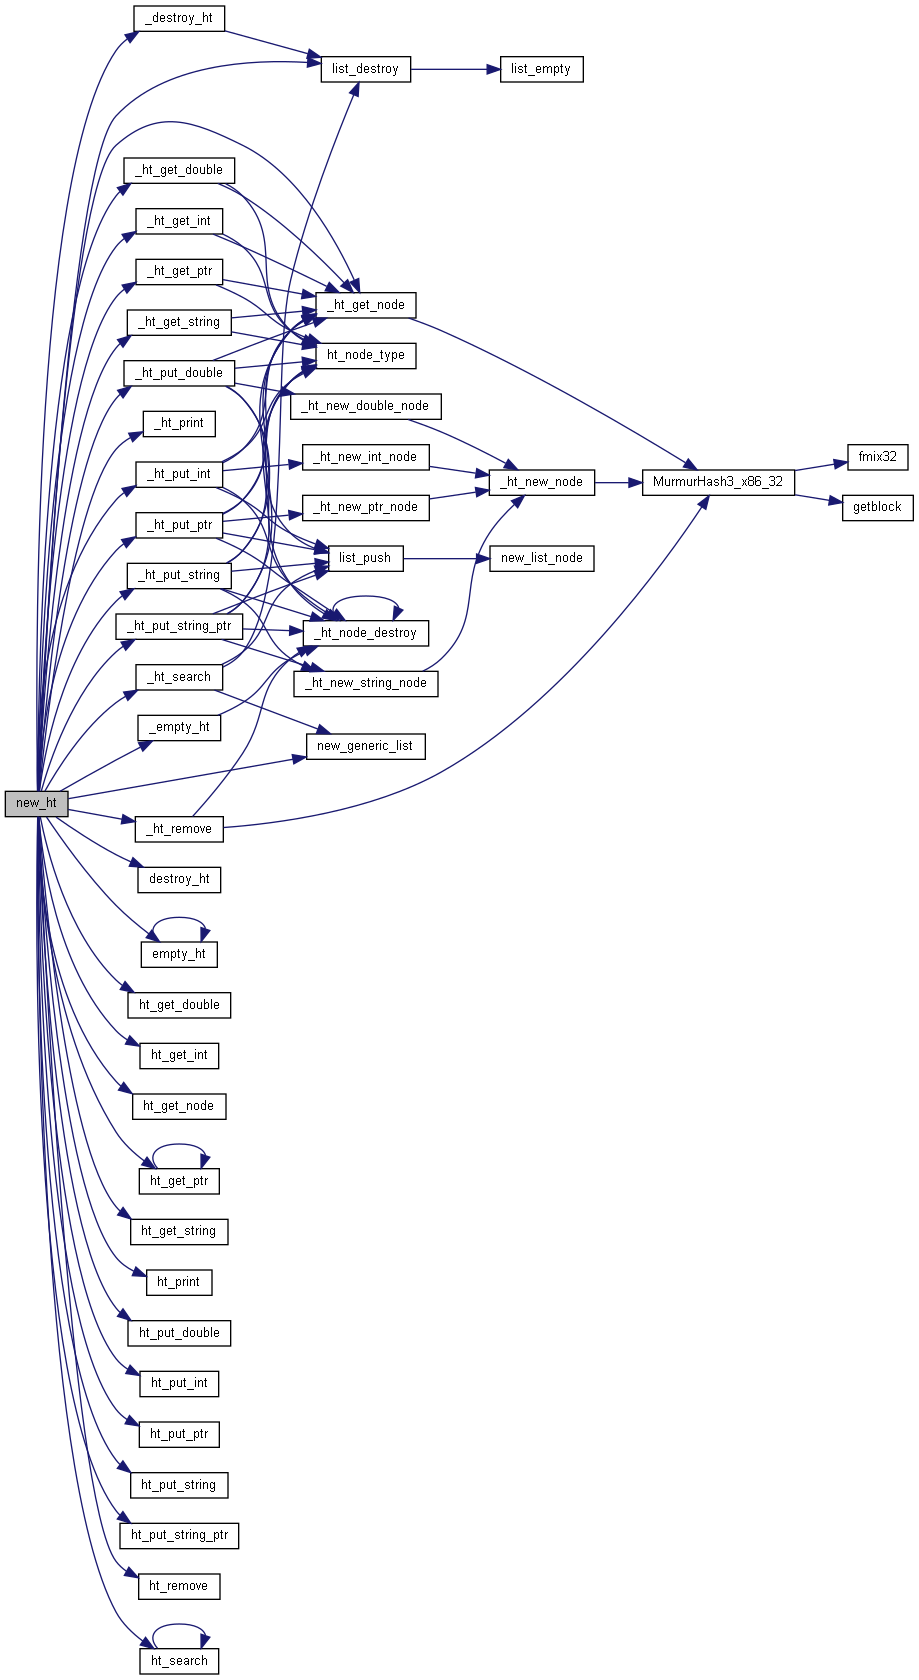 _destroy_ht
list_destroy
list_empty
_ht_get_double
_ht_get_int
_ht_get_ptr
_ht_get_node
_ht_get_string
ht_node_type
_ht_put_double
_ht_new_double_node
_ht_print
_ht_put_int
_ht_new_int_node
fmix32
_ht_new_node
MurmurHash3_x86_32
_ht_put_ptr
_ht_new_ptr_node
getblock
_ht_put_string
list_push
new_list_node
_ht_put_string_ptr
_ht_node_destroy
_ht_search
_ht_new_string_node
_empty_ht
new_generic_list
new_ht
_ht_remove
destroy_ht
empty_ht
ht_get_double
ht_get_int
ht_get_node
ht_get_ptr
ht_get_string
ht_print
ht_put_double
ht_put_int
ht_put_ptr
ht_put_string
ht_put_string_ptr
ht_remove
ht_search